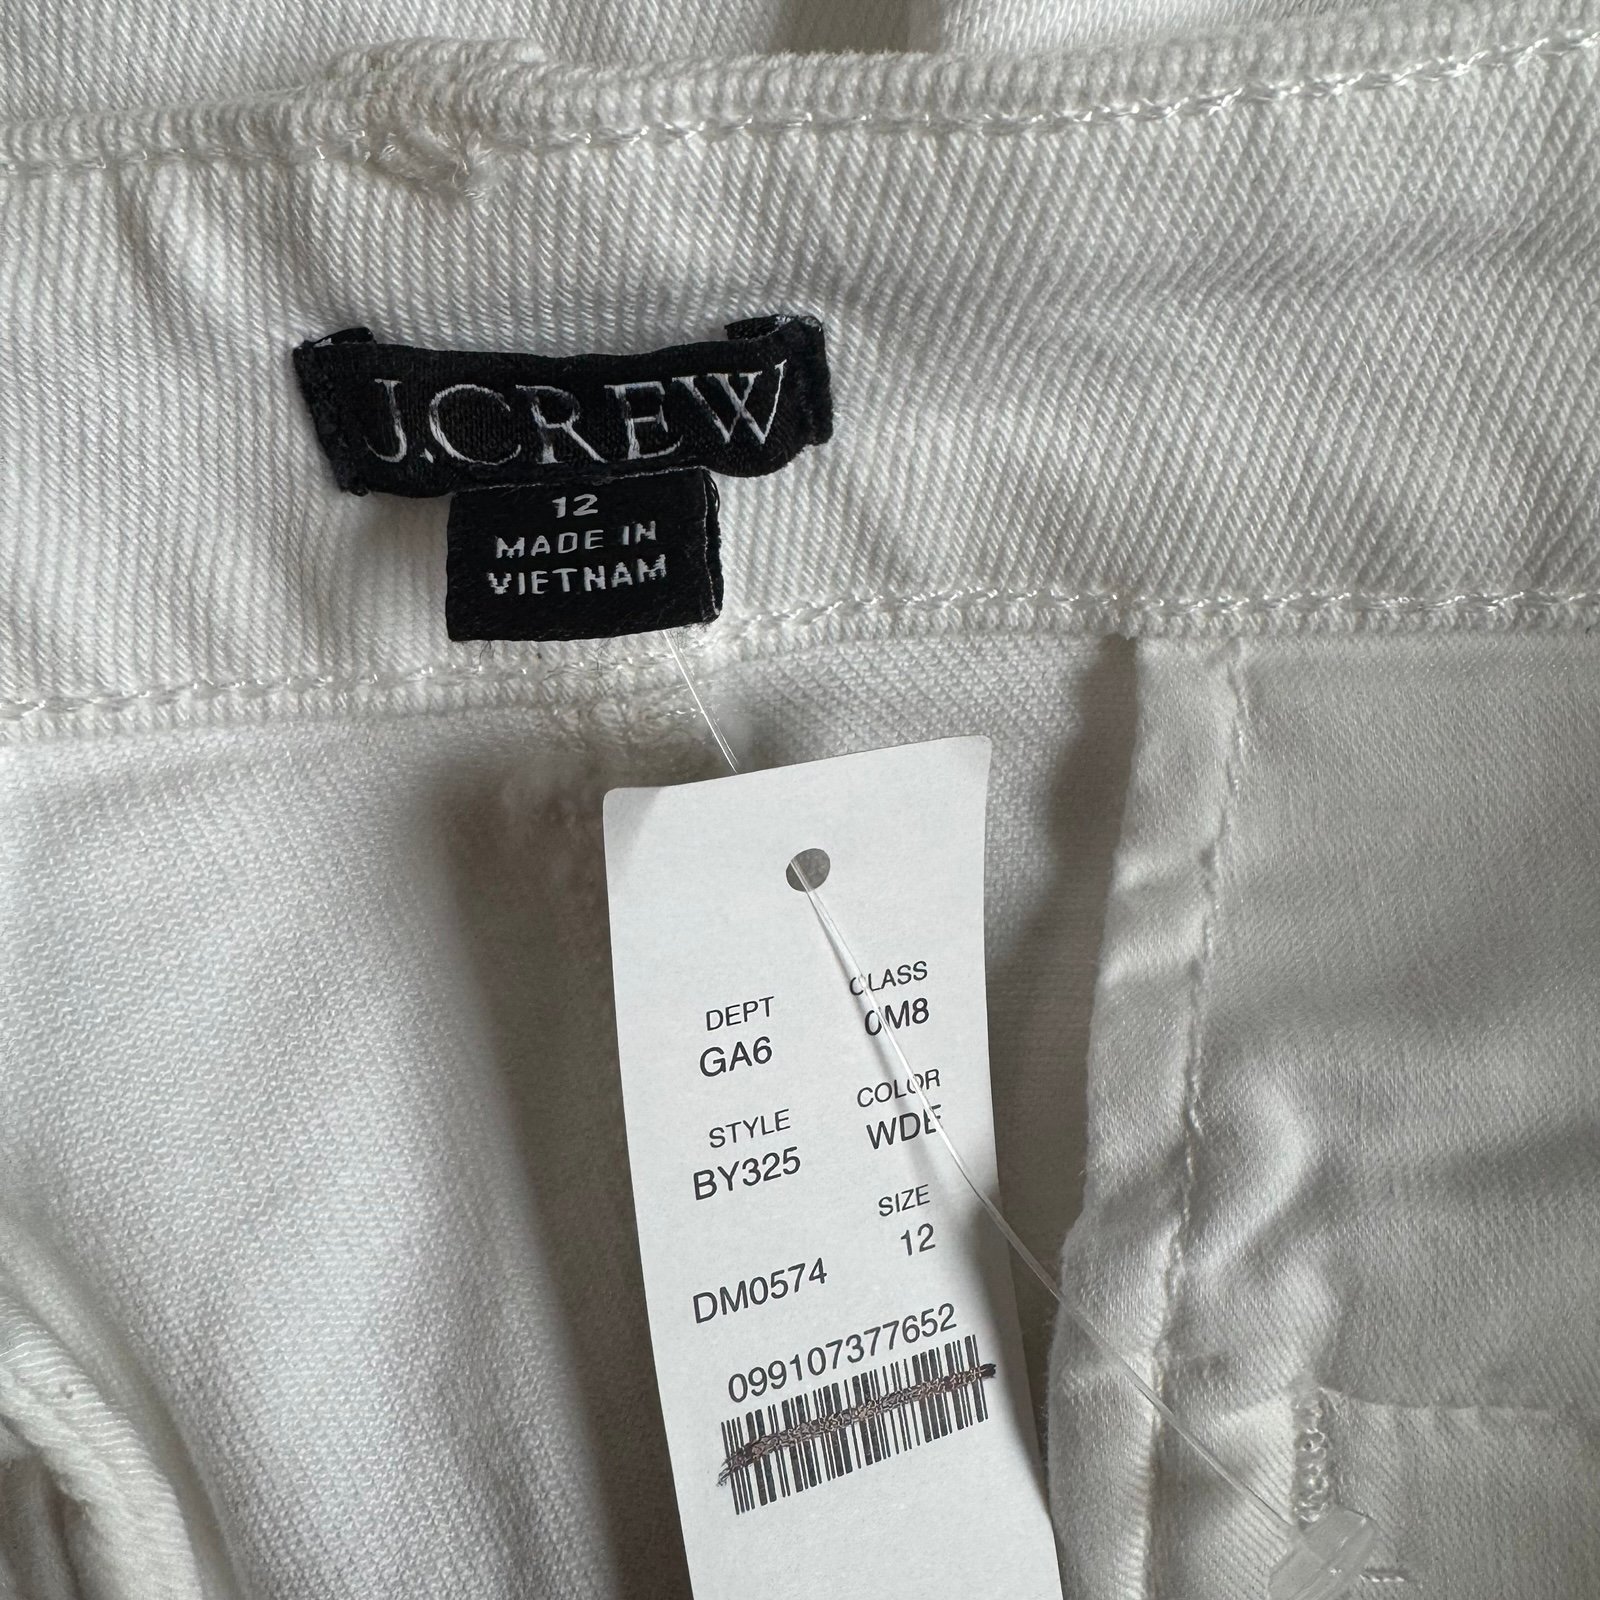 J.CREW
12
MADE IN
VIETNAM
DEPT CLASS
GA6 0M8
STYLE COLOR
BY325 WDE
SIZE
12
DM0574
099107377652